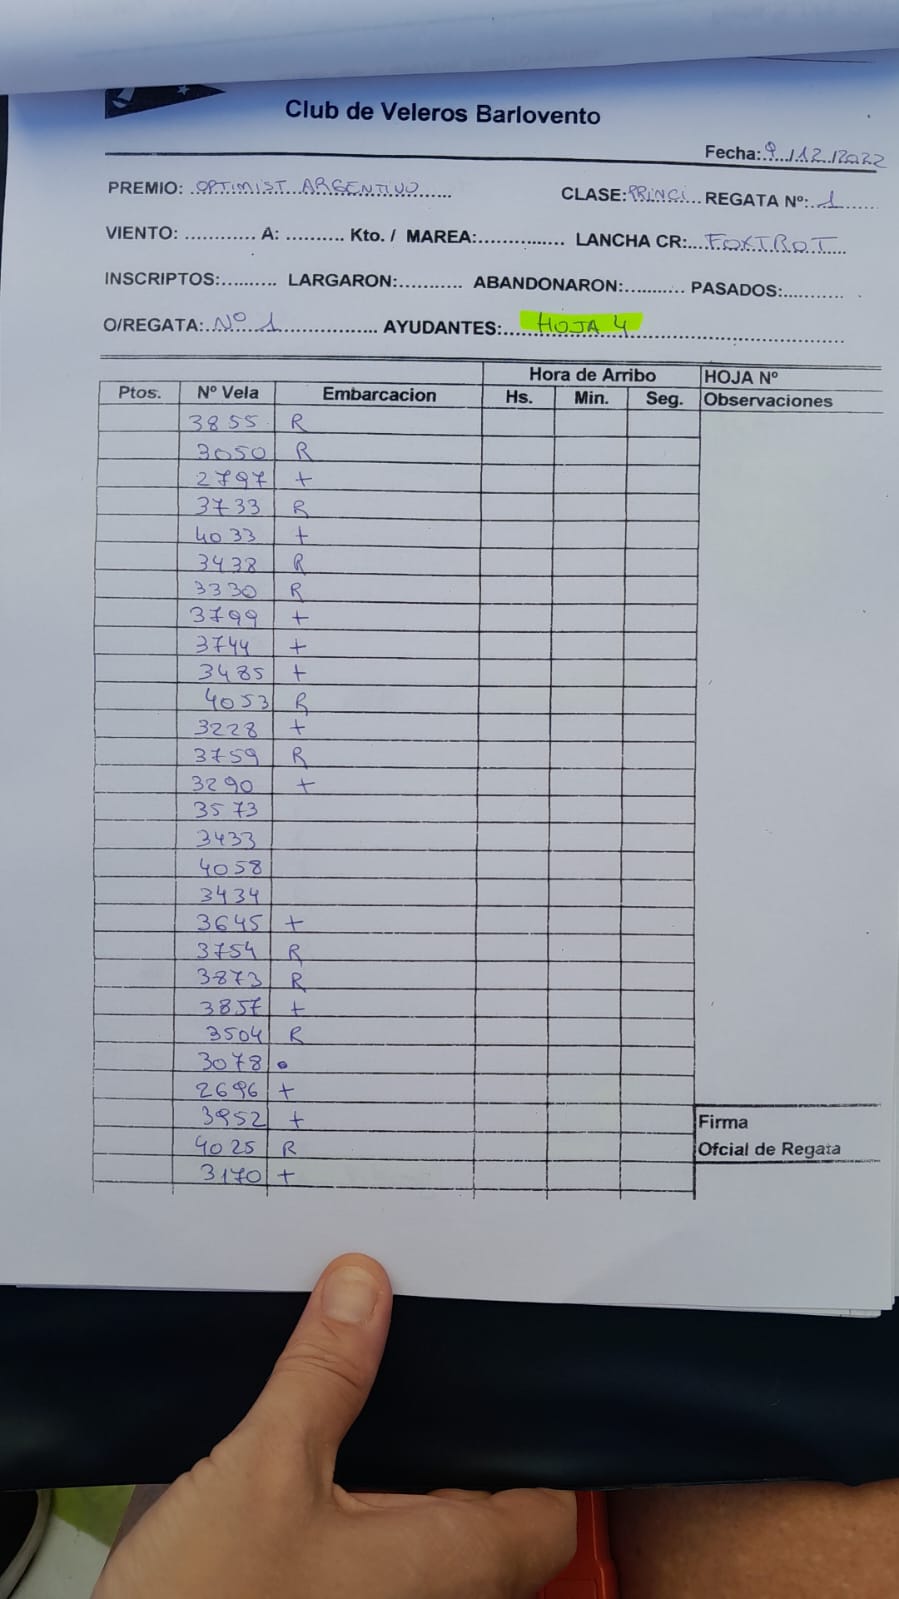 Club de Veleros Barlovento
Fecha: 9/12/2022
PREMIO: OPTIMIST ARGENTINO CLASE: PRINCI REGATA Nº: 1
VIENTO: ............ A: .......... Kto. / MAREA:............... LANCHA CR: FOXTROT
INSCRIPTOS:.......... LARGARON:........... ABANDONARON:........... PASADOS:...........
O/REGATA: Nº 1 AYUDANTES: HOJA 4
Hora de Arribo HOJA Nº
Ptos. Nº Vela Embarcacion Hs. Min. Seg. Observaciones
3855 R
3050 R
2797 +
3733 R
4033 +
3438 R
3330 R
3799 +
3744 +
3485 +
4053 R
3228 +
3759 R
3290 +
3573
3433
4058
3434
3645 +
3754 R
3873 R
3857 +
3504 R
3078 •
2696 +
3952 +
Firma
4025 R
Ofcial de Regata
3170 +